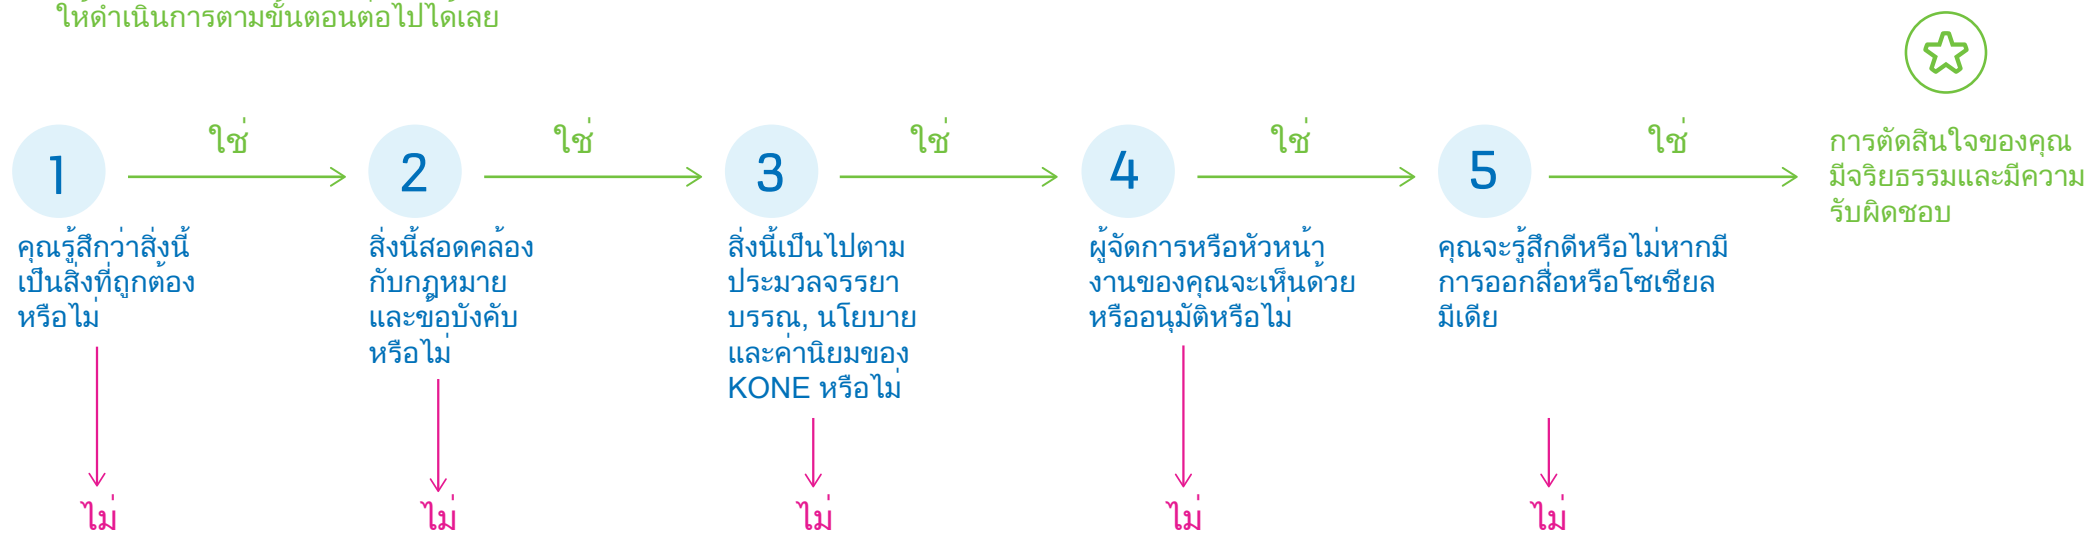 ให้ดำเนินการตามขั้นตอนต่อไปได้เลย
1
ใช่
2
ใช่
3
ใช่
4
ใช่
5
ใช่
การตัดสินใจของคุณ
มีจริยธรรมและมีความ
รับผิดชอบ
คุณรู้สึกว่าสิ่งนี้
เป็นสิ่งที่ถูกต้อง
หรือไม่
สิ่งนี้สอดคล้อง
กับกฎหมาย
และข้อบังคับ
หรือไม่
สิ่งนี้เป็นไปตาม
ประมวลจรรยา
บรรณ, นโยบาย
และค่านิยมของ
KONE หรือไม่
ผู้จัดการหรือหัวหน้า
งานของคุณจะเห็นด้วย
หรืออนุมัติหรือไม่
คุณจะรู้สึกดีหรือไม่หากมี
การออกสื่อหรือโซเชียล
มีเดีย
ไม่
ไม่
ไม่
ไม่
ไม่